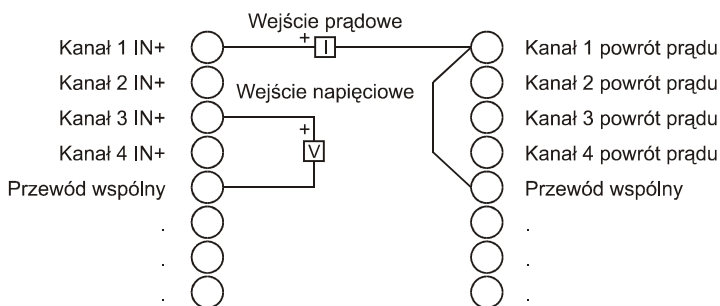 Wejście prądowe
Kanał 1 IN+ + I Kanał 1 powrót prądu
Kanał 2 IN+ Kanał 2 powrót prądu
Wejście napięciowe
Kanał 3 IN+ Kanał 3 powrót prądu
+
Kanał 4 IN+ V Kanał 4 powrót prądu
Przewód wspólny Przewód wspólny
. .
. .
. .